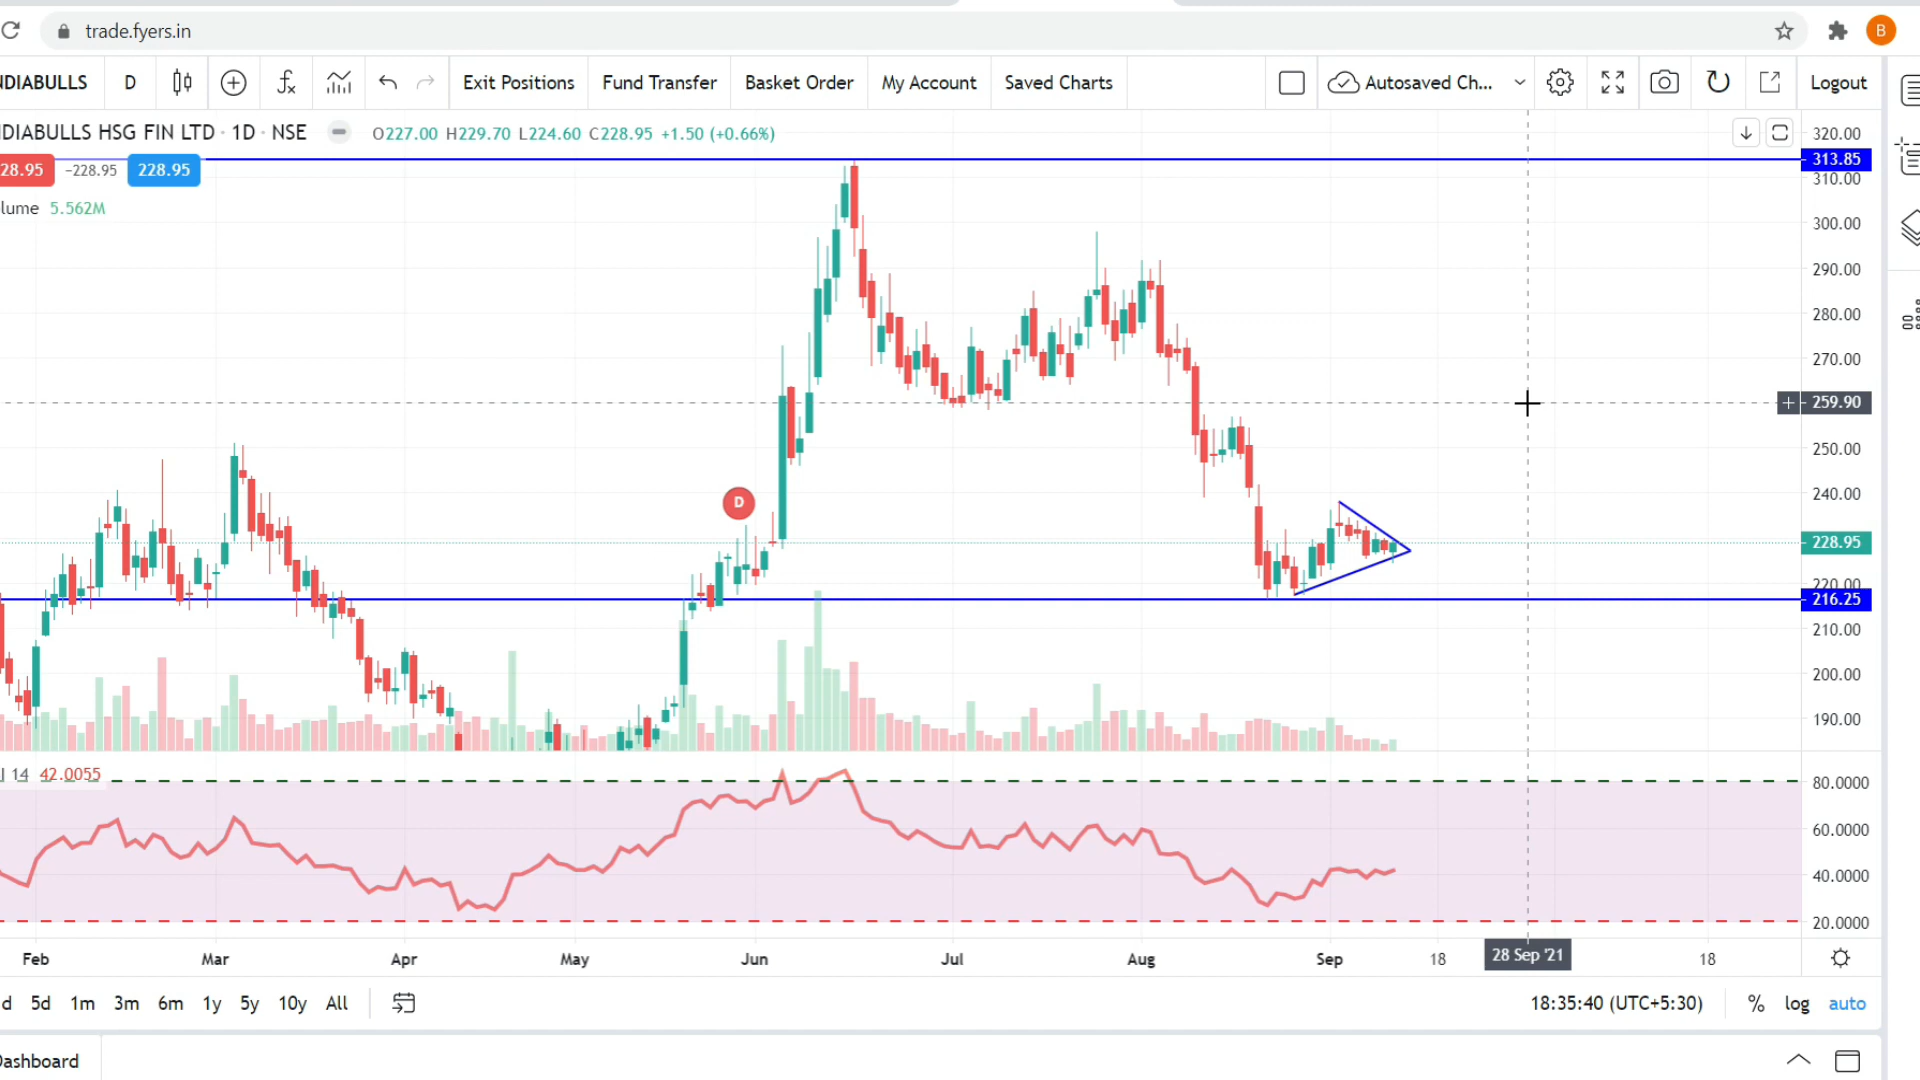 trade.fyers.in
B
NDIABULLS D Exit Positions Fund Transfer Basket Order My Account Saved Charts Autosaved Ch... Logout
DIABULLS HSG FIN LTD · 1D · NSE O227.00 H229.70 L224.60 C228.95 +1.50 (+0.66%)
28.95 −228.95 228.95
lume 5.562M
320.00
313.85
310.00
300.00
290.00
280.00
270.00
259.90
250.00
240.00
D
228.95
220.00
216.25
210.00
200.00
190.00
I 14 42.0055
80.0000
60.0000
40.0000
20.0000
Feb Mar Apr May Jun Jul Aug Sep 18 28 Sep '21 18
d 5d 1m 3m 6m 1y 5y 10y All 18:35:40 (UTC+5:30) % log auto
Dashboard